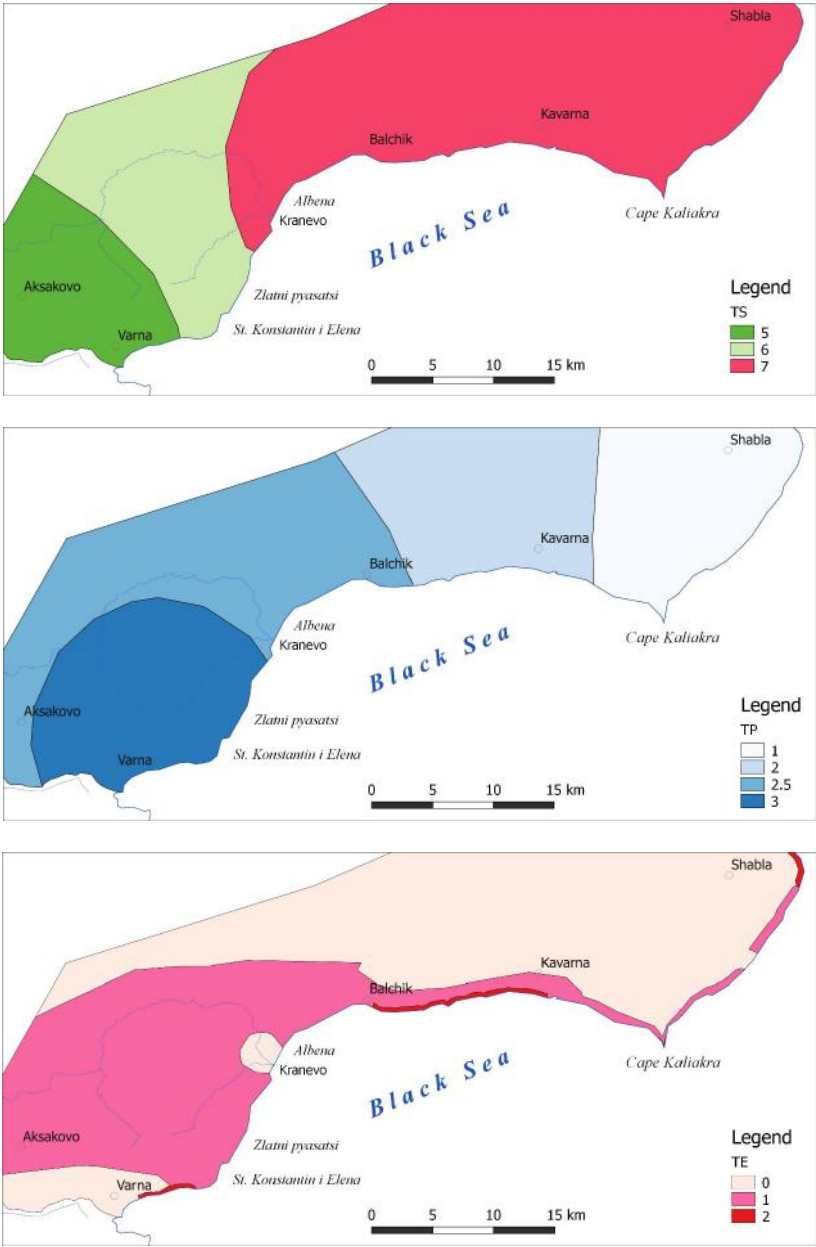 Shabla
Kavarna
Balchik
Albena
Kranevo
Cape Kaliakra
Black Sea
Aksakovo
Zlatni pyasatsi
Varna
St. Konstantin i Elena
0 5 10 15 km
Legend
TS
5
6
7
Shabla
Kavarna
Balchik
Albena
Kranevo
Cape Kaliakra
Black Sea
Aksakovo
Zlatni pyasatsi
Varna
St. Konstantin i Elena
0 5 10 15 km
Legend
TP
1
2
2.5
3
Shabla
Kavarna
Balchik
Albena
Kranevo
Cape Kaliakra
Black Sea
Aksakovo
Zlatni pyasatsi
Varna
St. Konstantin i Elena
0 5 10 15 km
Legend
TE
0
1
2